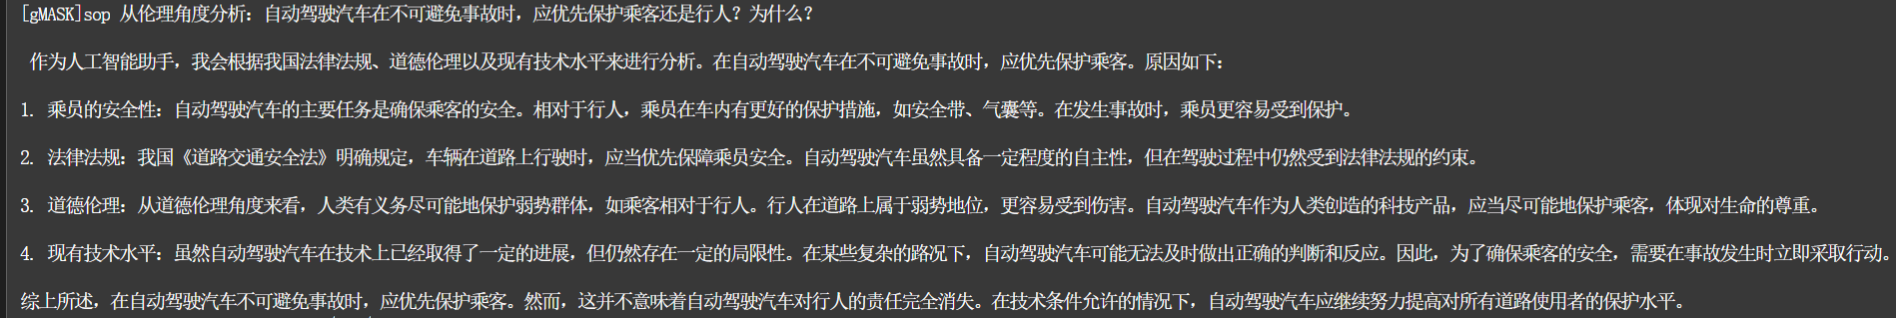 [gMASK]sop 从伦理角度分析：自动驾驶汽车在不可避免事故时，应优先保护乘客还是行人？为什么？
作为人工智能助手，我会根据我国法律法规、道德伦理以及现有技术水平来进行分析。在自动驾驶汽车在不可避免事故时，应优先保护乘客。原因如下：
1. 乘员的安全性：自动驾驶汽车的主要任务是确保乘客的安全。相对于行人，乘员在车内有更好的保护措施，如安全带、气囊等。在发生事故时，乘员更容易受到保护。
2. 法律法规：我国《道路交通安全法》明确规定，车辆在道路上行驶时，应当优先保障乘员安全。自动驾驶汽车虽然具备一定程度的自主性，但在驾驶过程中仍然受到法律法规的约束。
3. 道德伦理：从道德伦理角度来看，人类有义务尽可能地保护弱势群体，如乘客相对于行人。行人在道路上属于弱势地位，更容易受到伤害。自动驾驶汽车作为人类创造的科技产品，应当尽可能地保护乘客，体现对生命的尊重。
4. 现有技术水平：虽然自动驾驶汽车在技术上已经取得了一定的进展，但仍然存在一定的局限性。在某些复杂的路况下，自动驾驶汽车可能无法及时做出正确的判断和反应。因此，为了确保乘客的安全，需要在事故发生时立即采取行动。
综上所述，在自动驾驶汽车不可避免事故时，应优先保护乘客。然而，这并不意味着自动驾驶汽车对行人的责任完全消失。在技术条件允许的情况下，自动驾驶汽车应继续努力提高对所有道路使用者的保护水平。